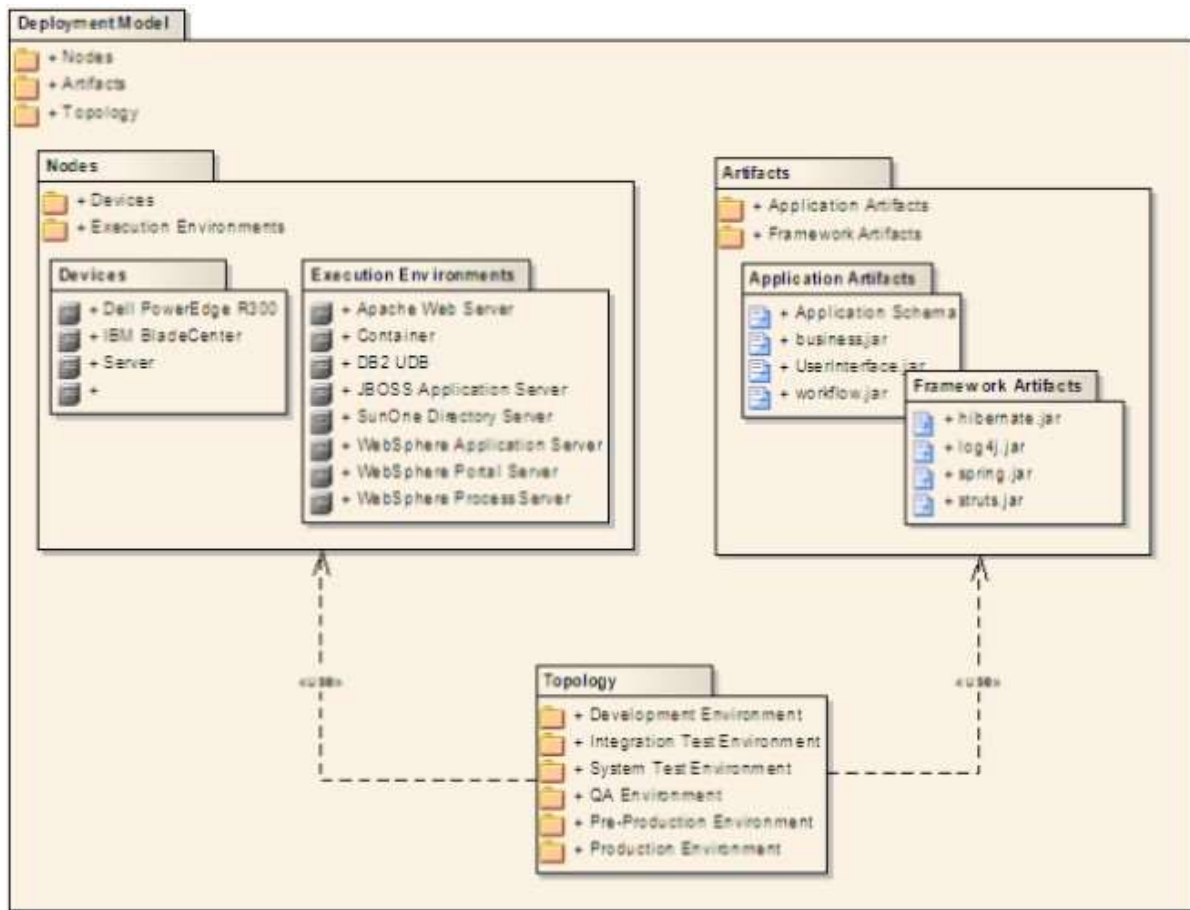 Deployment Model
+ Nodes
+ Artifacts
+ Topology
Nodes
+ Devices
+ Execution Environments
Devices
+ Dell PowerEdge R300
+ IBM BladeCenter
+ Server
+
Execution Environments
+ Apache Web Server
+ Container
+ DB2 UDB
+ JBOSS Application Server
+ SunOne Directory Server
+ WebSphere Application Server
+ WebSphere Portal Server
+ WebSphere Process Server
Artifacts
+ Application Artifacts
+ Framework Artifacts
Application Artifacts
+ Application Schema
+ business.jar
+ UserInterface.jar
+ workflow.jar
Framework Artifacts
+ hibernate.jar
+ log4j.jar
+ spring.jar
+ struts.jar
«use»
«use»
Topology
+ Development Environment
+ Integration Test Environment
+ System Test Environment
+ QA Environment
+ Pre-Production Environment
+ Production Environment